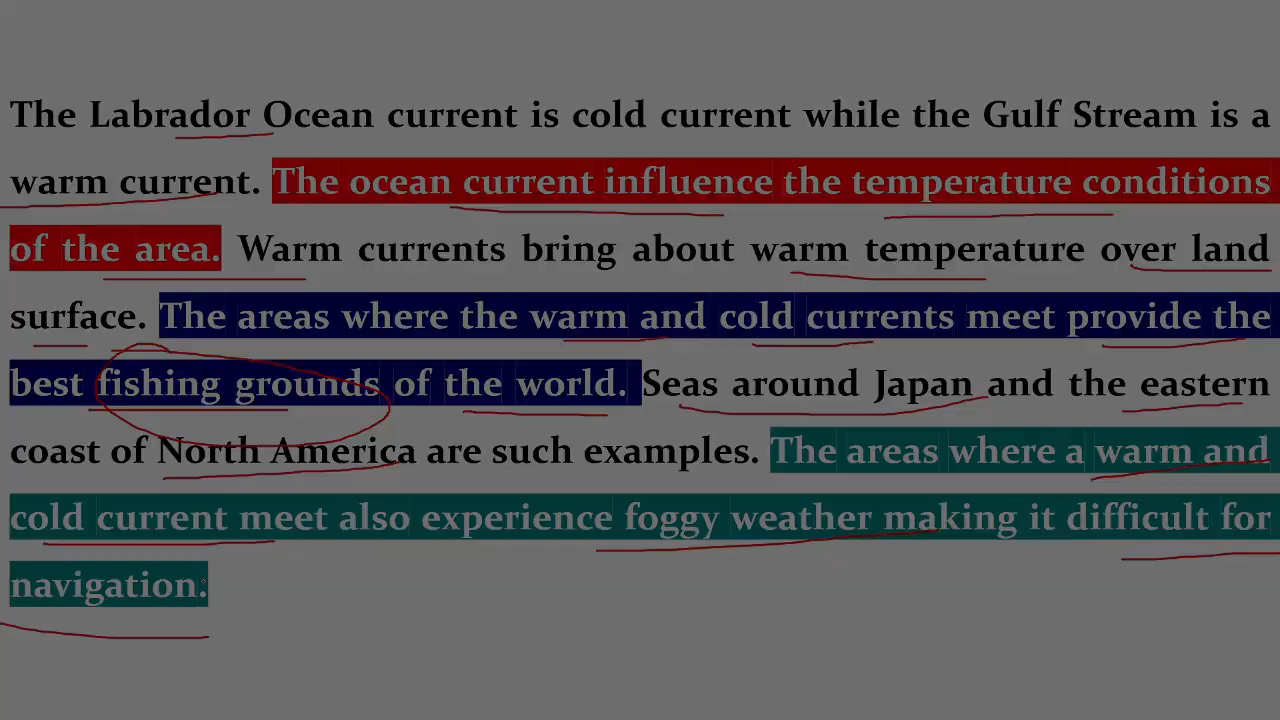 The Labrador Ocean current is cold current while the Gulf Stream is a
warm current. The ocean current influence the temperature conditions
of the area. Warm currents bring about warm temperature over land
surface. The areas where the warm and cold currents meet provide the
best fishing grounds of the world. Seas around Japan and the eastern
coast of North America are such examples. The areas where a warm and
cold current meet also experience foggy weather making it difficult for
navigation.